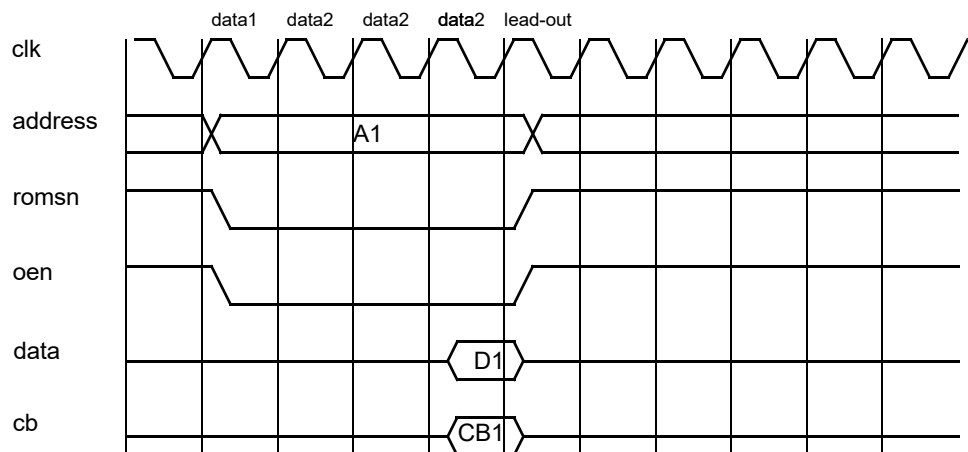 data1 data2 data2 data2 lead-out
clk
address
A1
romsn
oen
data
D1
cb
CB1